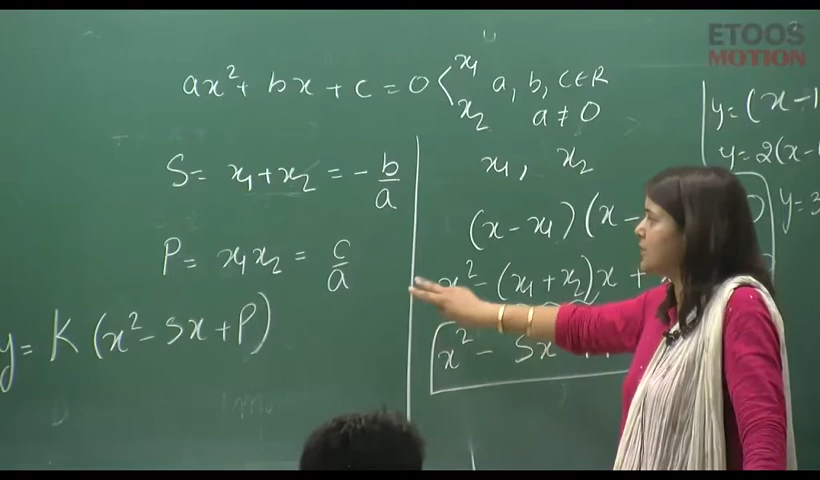 ETOOS
MOTION
ax² + bx + c = 0 < x₁ a, b, c ∈ R
x₂ a ≠ 0
S = x₁ + x₂ = - b/a
P = x₁x₂ = c/a
y = K (x² - Sx + P)
x₁, x₂
(x - x₁) (x -
x² - (x₁ + x₂)x +
x² - Sx
y = (x - 1
y = 2(x -
y = 3